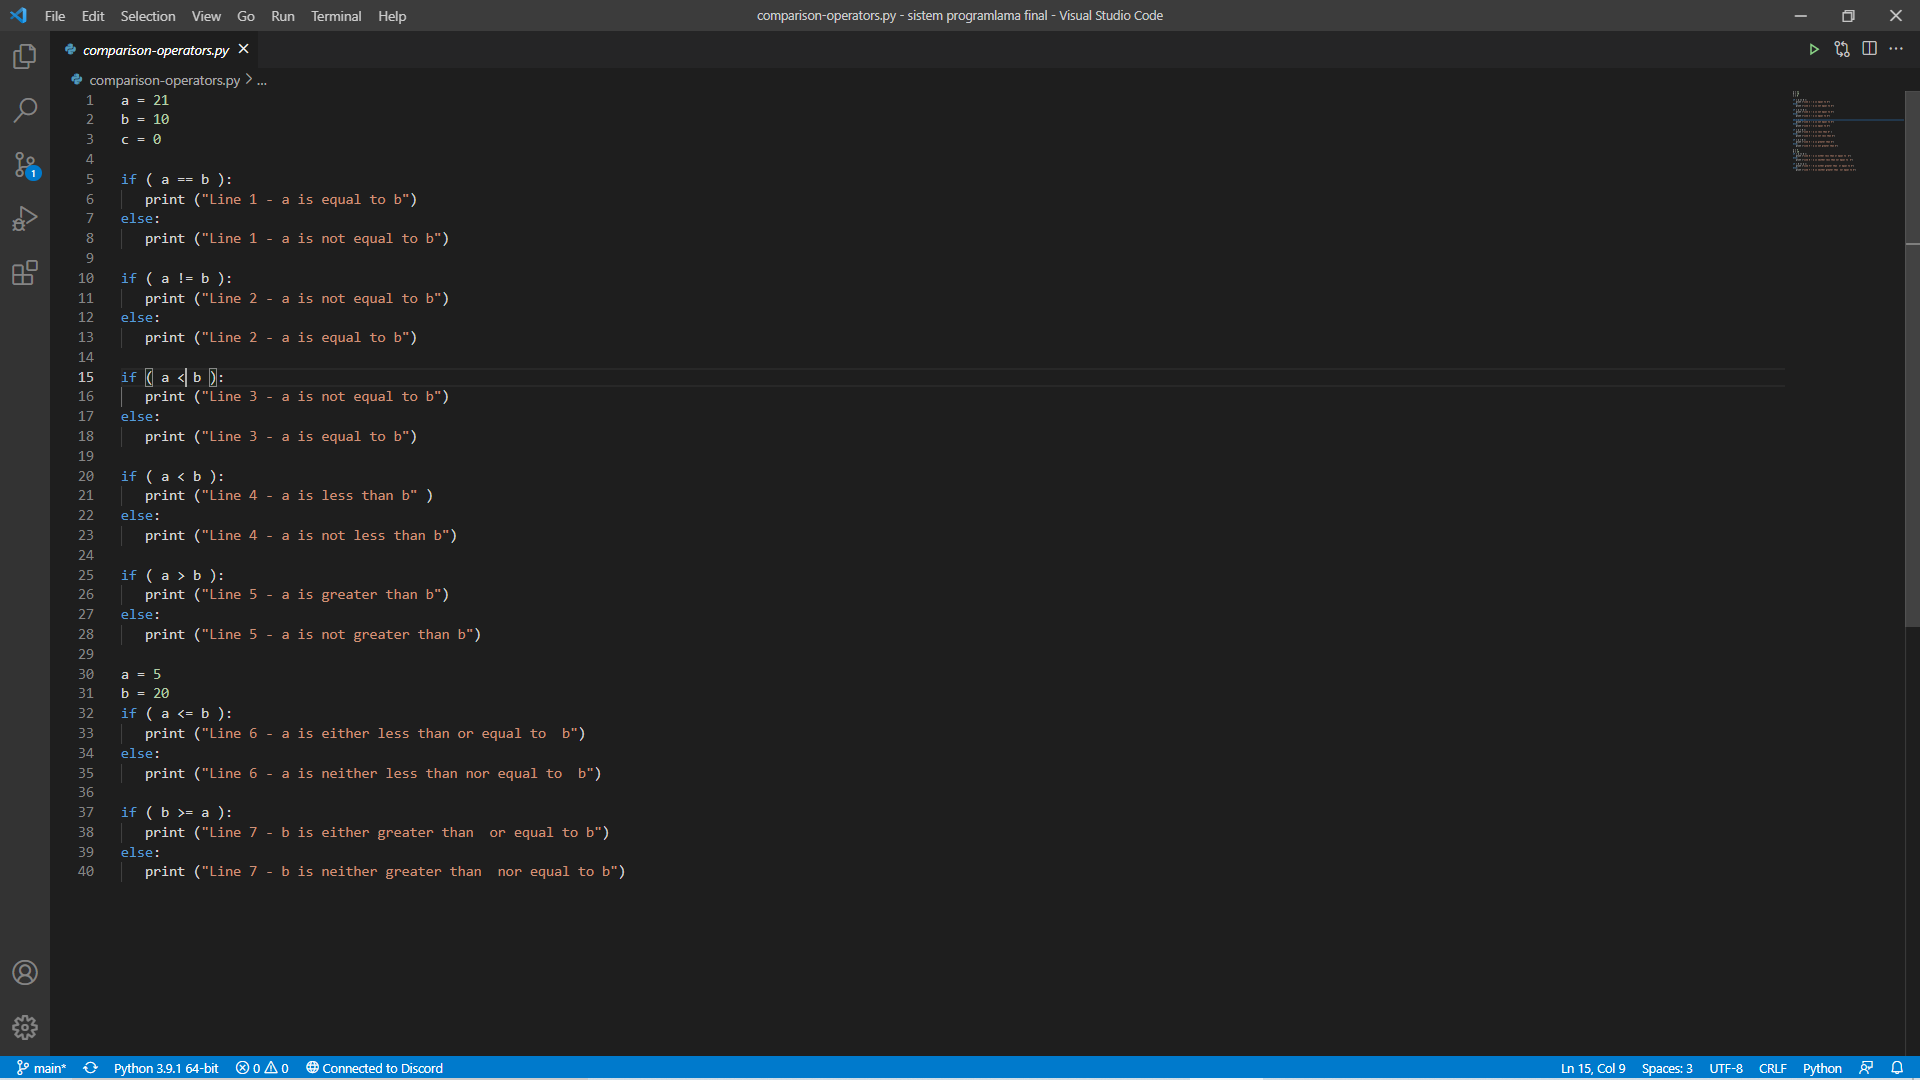 File Edit Selection View Go Run Terminal Help
comparison-operators.py - sistem programlama final - Visual Studio Code
comparison-operators.py
comparison-operators.py > ...
1 a = 21
2 b = 10
3 c = 0
4
5 if ( a == b ):
6 print ("Line 1 - a is equal to b")
7 else:
8 print ("Line 1 - a is not equal to b")
9
10 if ( a != b ):
11 print ("Line 2 - a is not equal to b")
12 else:
13 print ("Line 2 - a is equal to b")
14
15 if ( a < b ):
16 print ("Line 3 - a is not equal to b")
17 else:
18 print ("Line 3 - a is equal to b")
19
20 if ( a < b ):
21 print ("Line 4 - a is less than b" )
22 else:
23 print ("Line 4 - a is not less than b")
24
25 if ( a > b ):
26 print ("Line 5 - a is greater than b")
27 else:
28 print ("Line 5 - a is not greater than b")
29
30 a = 5
31 b = 20
32 if ( a <= b ):
33 print ("Line 6 - a is either less than or equal to  b")
34 else:
35 print ("Line 6 - a is neither less than nor equal to  b")
36
37 if ( b >= a ):
38 print ("Line 7 - b is either greater than  or equal to b")
39 else:
40 print ("Line 7 - b is neither greater than  nor equal to b")
1
main* Python 3.9.1 64-bit 0 0 Connected to Discord Ln 15, Col 9 Spaces: 3 UTF-8 CRLF Python